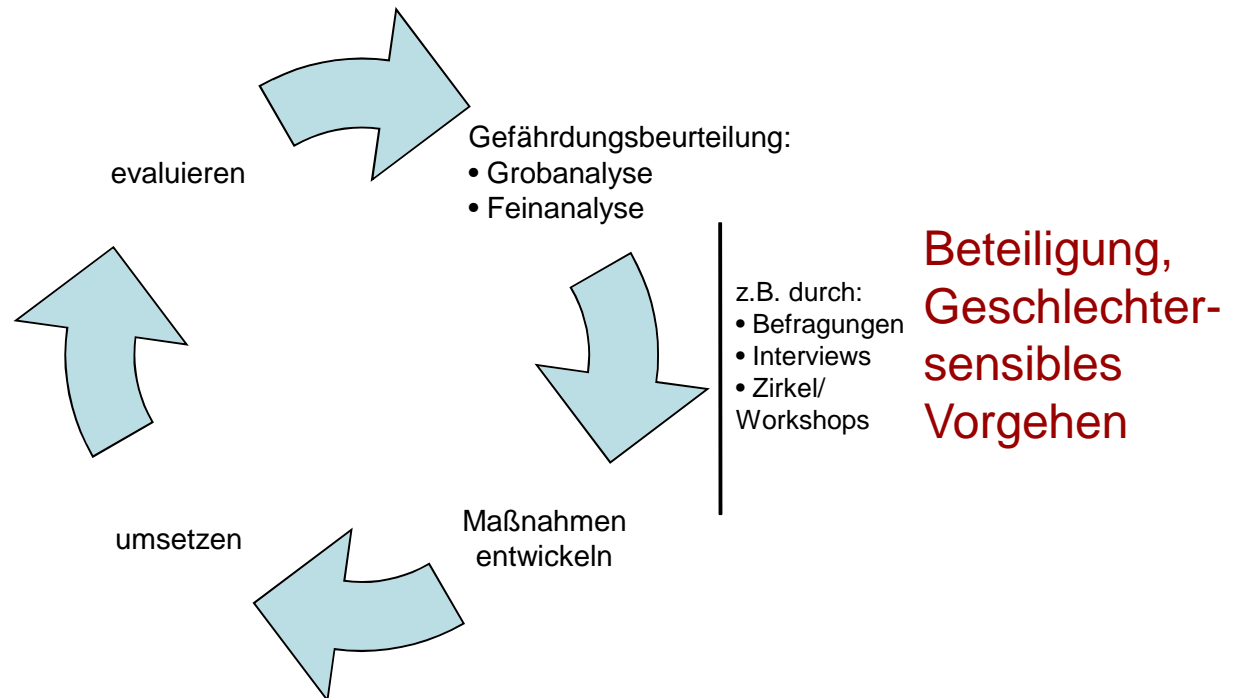 Gefährdungsbeurteilung:
• Grobanalyse
• Feinanalyse
evaluieren
z.B. durch:
• Befragungen
• Interviews
• Zirkel/
Workshops
Beteiligung,
Geschlechter-
sensibles
Vorgehen
Maßnahmen
entwickeln
umsetzen